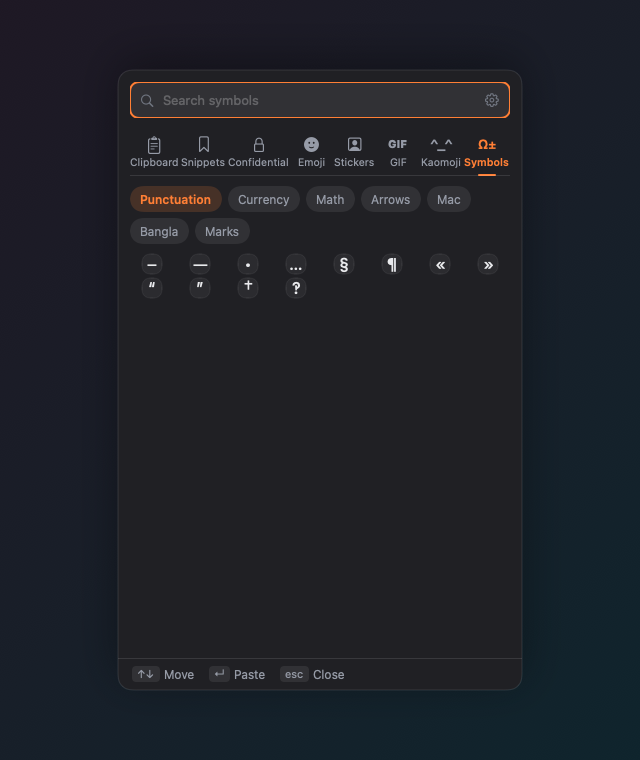 Search symbols
Clipboard Snippets Confidential Emoji Stickers GIF GIF ^_^ Kaomoji Ω± Symbols
Punctuation Currency Math Arrows Mac
Bangla Marks
– — • … § ¶ « »
“ ” † ‽
↑↓ Move ↵ Paste esc Close